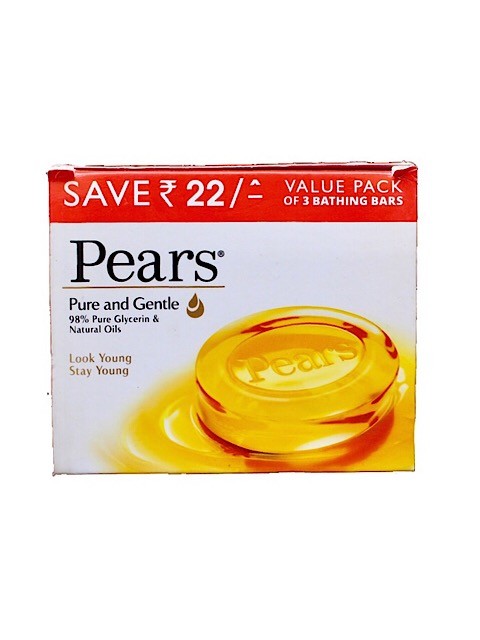 SAVE ₹ 22/^-
VALUE PACK
OF 3 BATHING BARS
Pears®
Pure and Gentle
98% Pure Glycerin &
Natural Oils
Look Young
Stay Young
Pears